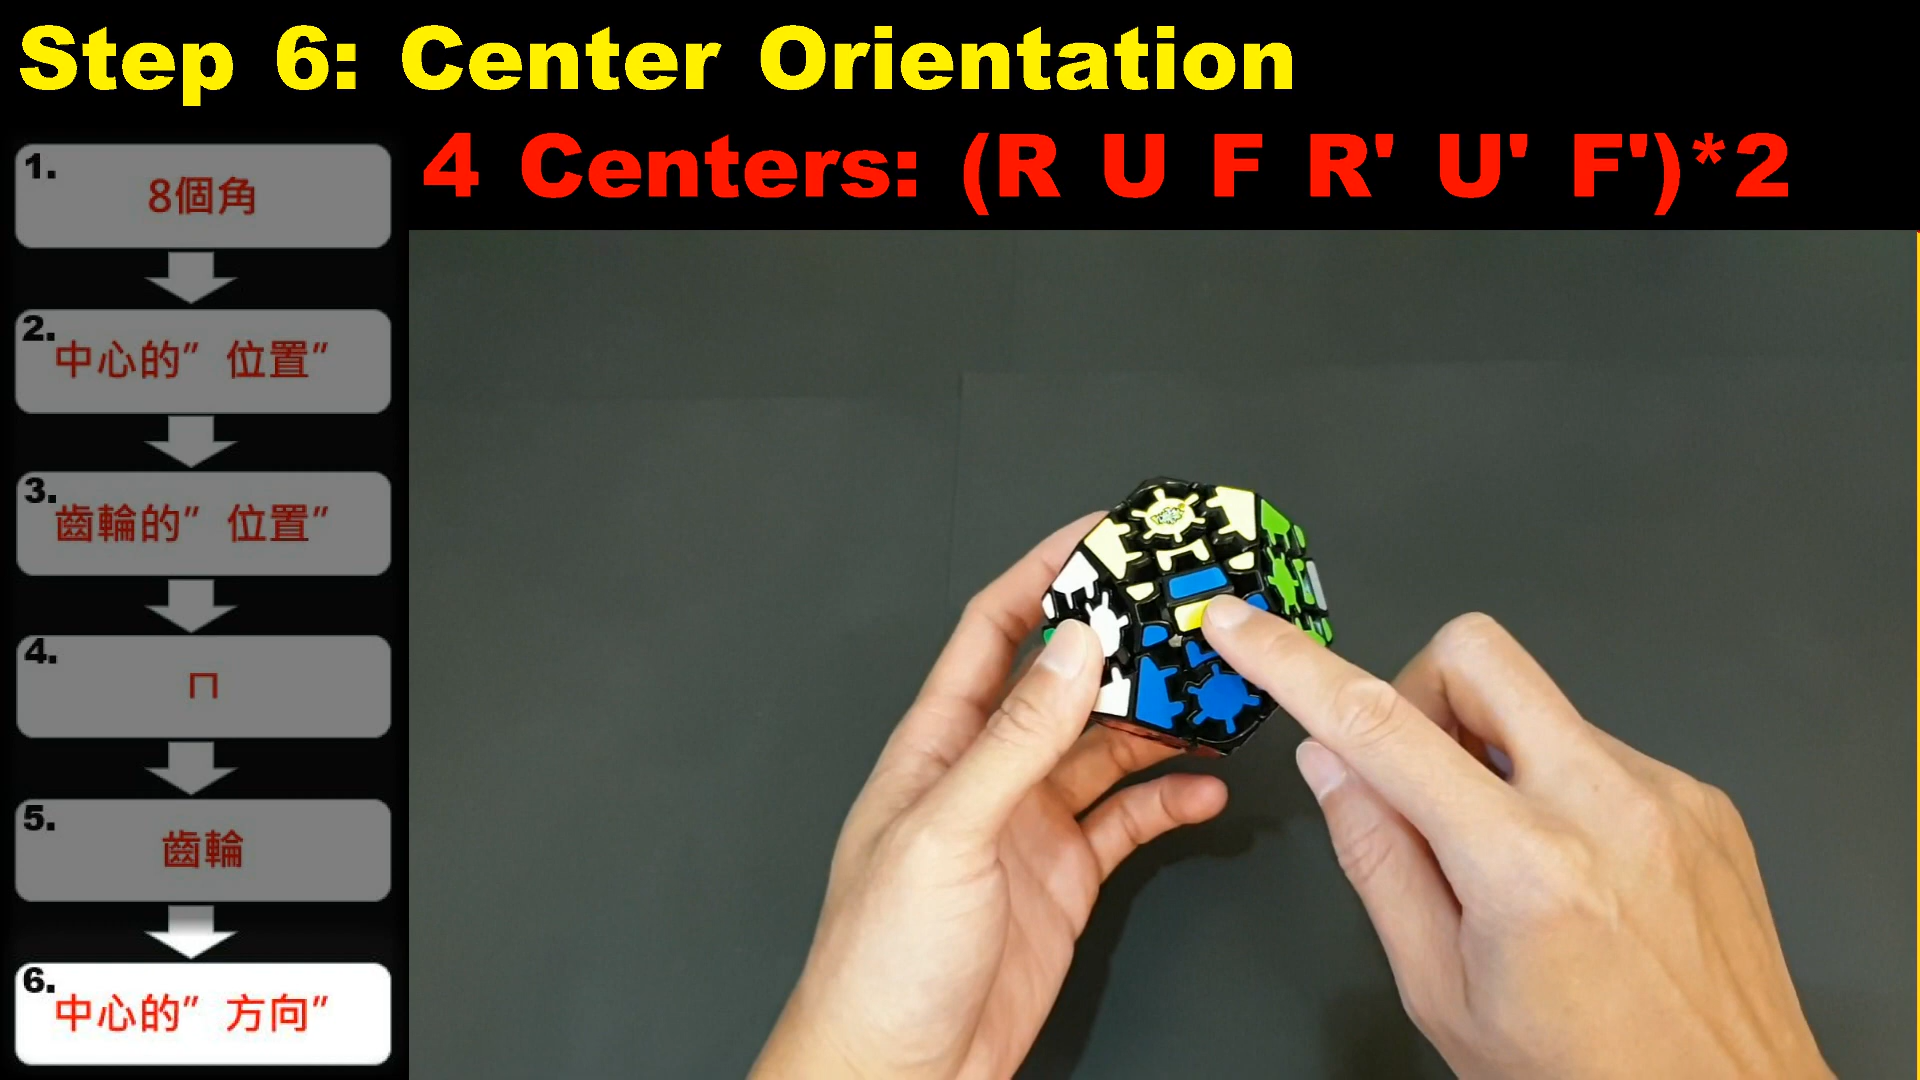 Step 6: Center Orientation
4 Centers: (R U F R' U' F')*2
1.
8個角
2.
中心的”位置”
3.
齒輪的”位置”
4.
ㄇ
5.
齒輪
6.
中心的”方向”